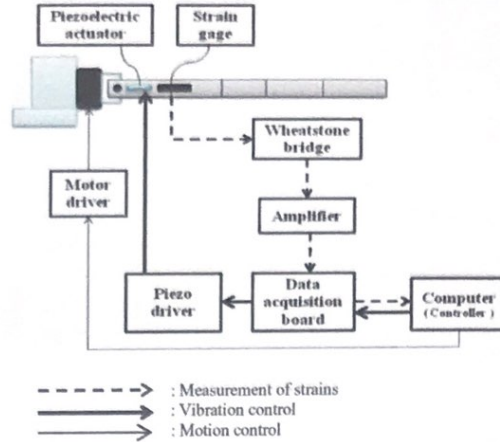 Piezoelectric
actuator
Strain
gage
Wheatstone
bridge
Motor
driver
Amplifier
Piezo
driver
Data
acquisition
board
Computer
( Controller )
: Measurement of strains
: Vibration control
: Motion control